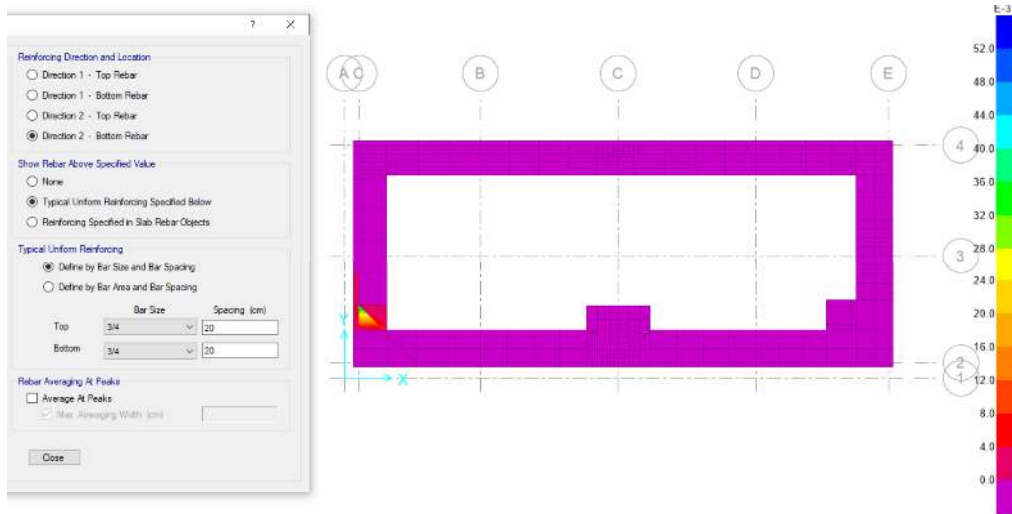 ? ×
Reinforcing Direction and Location
Direction 1 - Top Rebar
Direction 1 - Bottom Rebar
Direction 2 - Top Rebar
Direction 2 - Bottom Rebar
Show Rebar Above Specified Value
None
Typical Uniform Reinforcing Specified Below
Reinforcing Specified in Slab Rebar Objects
Typical Uniform Reinforcing
Define by Bar Size and Bar Spacing
Define by Bar Area and Bar Spacing
Bar Size Spacing (cm)
Top 3/4 20
Bottom 3/4 20
Rebar Averaging At Peaks
Average At Peaks
Max. Averaging Width (cm)
Close
A C B C D E
4
3
2
1
Y
X
E-3
52.0
48.0
44.0
40.0
36.0
32.0
28.0
24.0
20.0
16.0
12.0
8.0
4.0
0.0